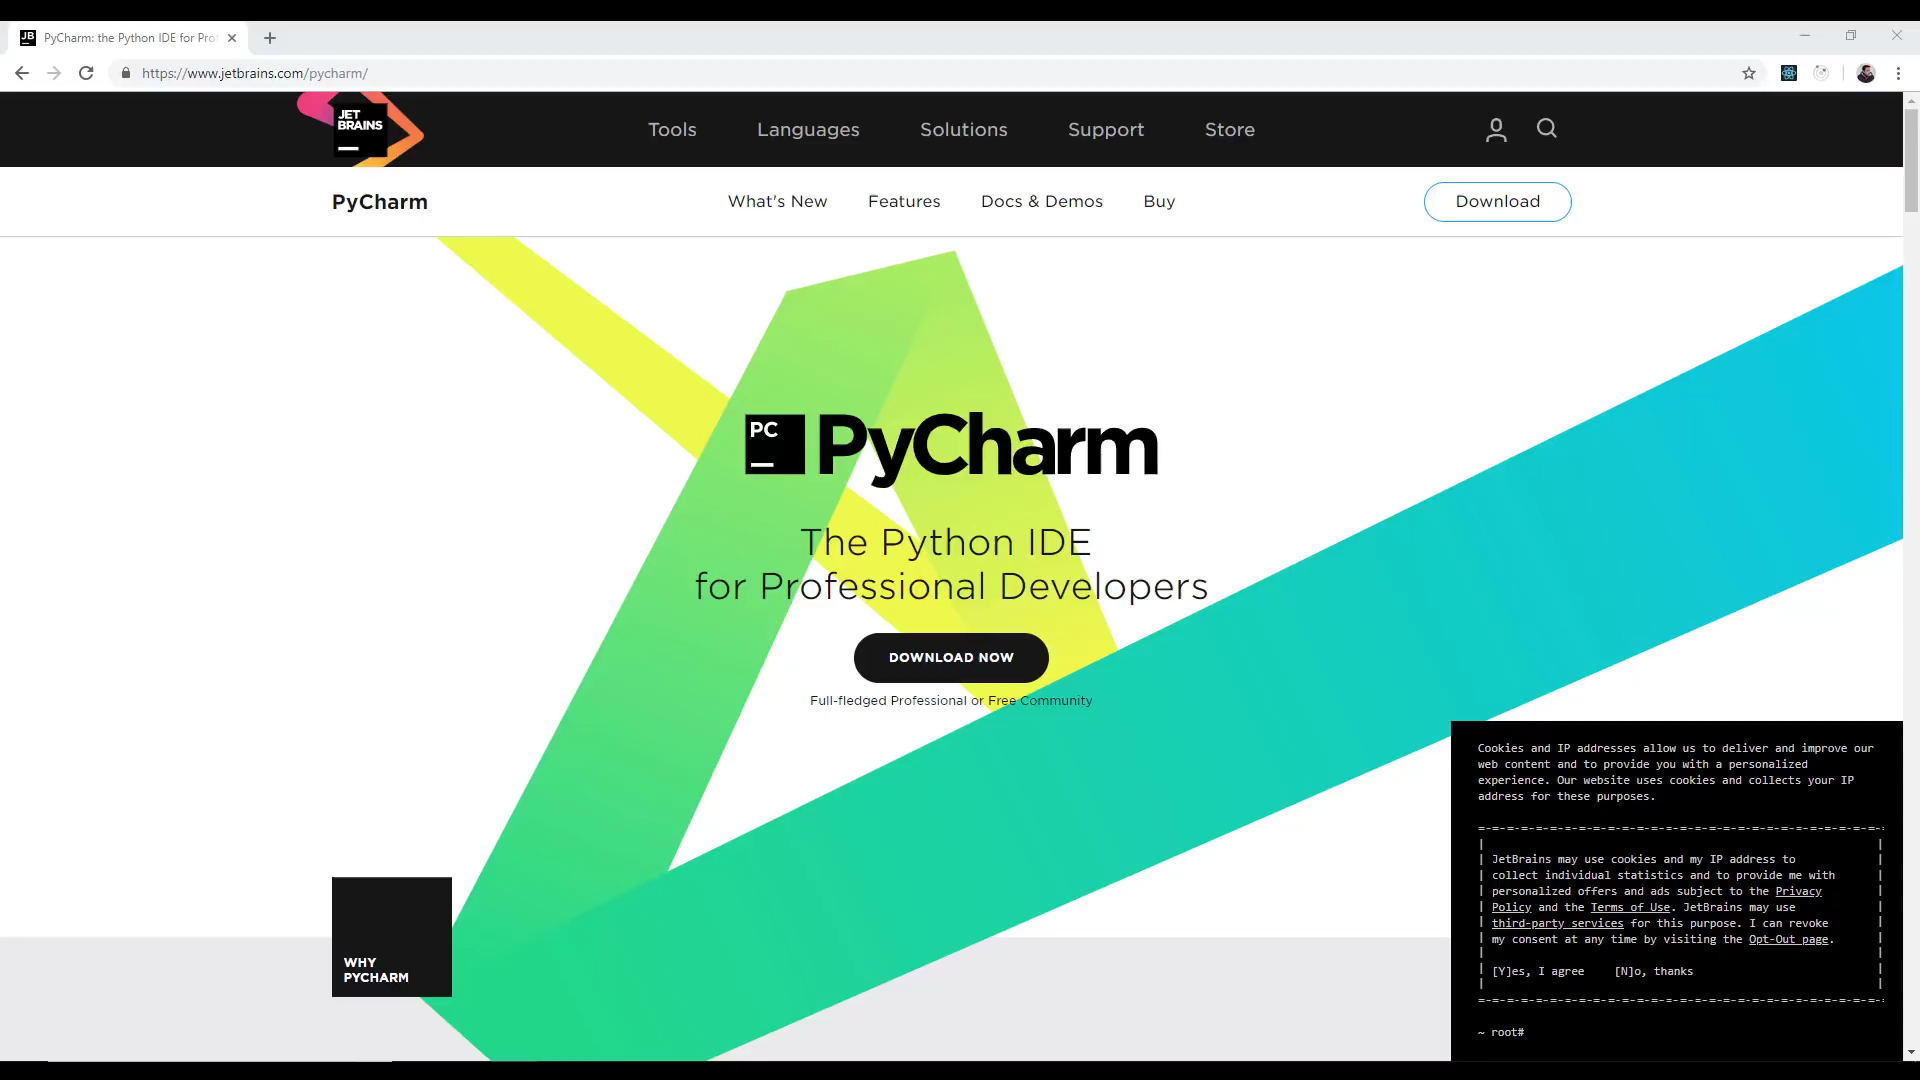 JB
PyCharm: the Python IDE for Pro
https://www.jetbrains.com/pycharm/
JET
BRAINS
Tools
Languages
Solutions
Support
Store
PyCharm
What's New
Features
Docs & Demos
Buy
Download
PC
PyCharm
The Python IDE
for Professional Developers
DOWNLOAD NOW
Full-fledged Professional or Free Community
WHY
PYCHARM
Cookies and IP addresses allow us to deliver and improve our
web content and to provide you with a personalized
experience. Our website uses cookies and collects your IP
address for these purposes.
JetBrains may use cookies and my IP address to
collect individual statistics and to provide me with
personalized offers and ads subject to the Privacy
Policy and the Terms of Use. JetBrains may use
third-party services for this purpose. I can revoke
my consent at any time by visiting the Opt-Out page.
[Y]es, I agree [N]o, thanks
~ root#